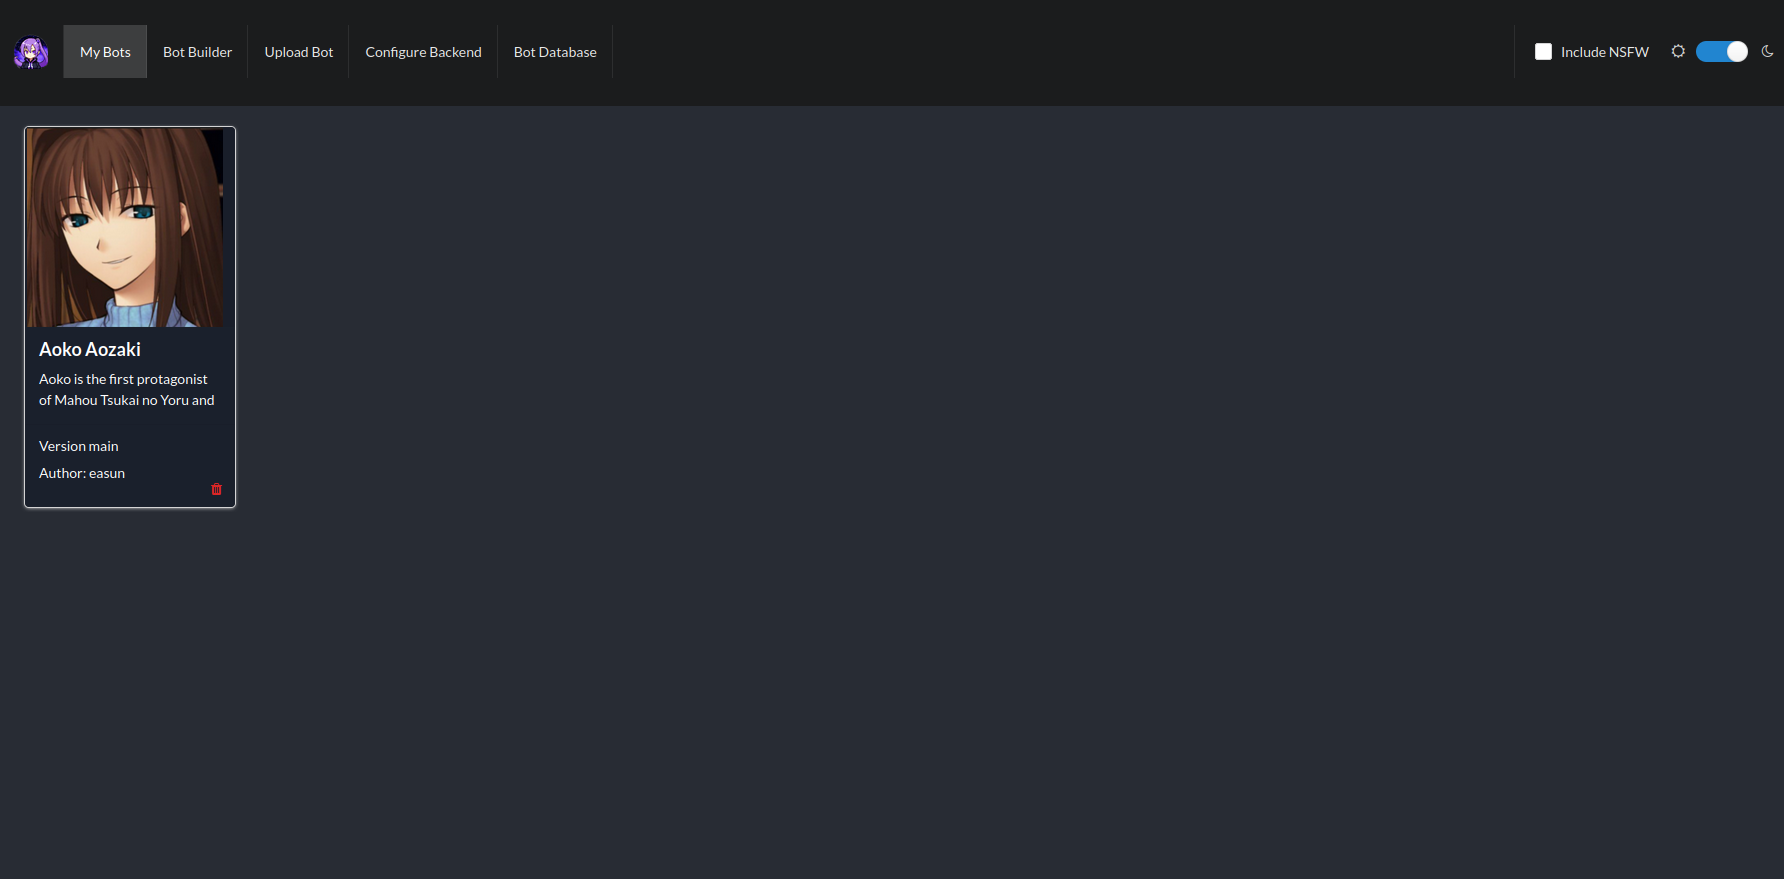 My Bots
Bot Builder
Upload Bot
Configure Backend
Bot Database
Include NSFW
Aoko Aozaki
Aoko is the first protagonist
of Mahou Tsukai no Yoru and
Version main
Author: easun